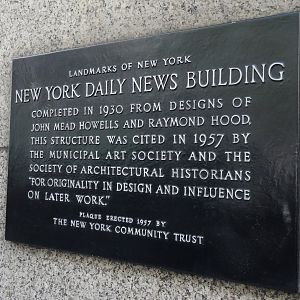 LANDMARKS OF NEW YORK
NEW YORK DAILY NEWS BUILDING
COMPLETED IN 1930 FROM DESIGNS OF
JOHN MEAD HOWELLS AND RAYMOND HOOD,
THIS STRUCTURE WAS CITED IN 1957 BY
THE MUNICIPAL ART SOCIETY AND THE
SOCIETY OF ARCHITECTURAL HISTORIANS
"FOR ORIGINALITY IN DESIGN AND INFLUENCE
ON LATER WORK."
PLAQUE ERECTED 1957 BY
THE NEW YORK COMMUNITY TRUST